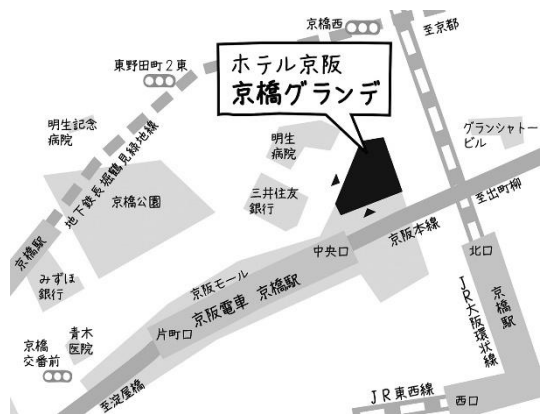 京橋西
至京都
東野田町2東
ホテル京阪
京橋グランデ
明生記念
病院
地下鉄長堀鶴見緑地線
明生
病院
グランシャトー
ビル
京橋公園
三井住友
銀行
至出町柳
京橋駅
中央口
京阪本線
北口
みずほ
銀行
京阪モール
京阪電車 京橋駅
JR大阪環状線
京橋駅
片町口
青木
医院
京橋
交番前
至淀屋橋
JR東西線
西口